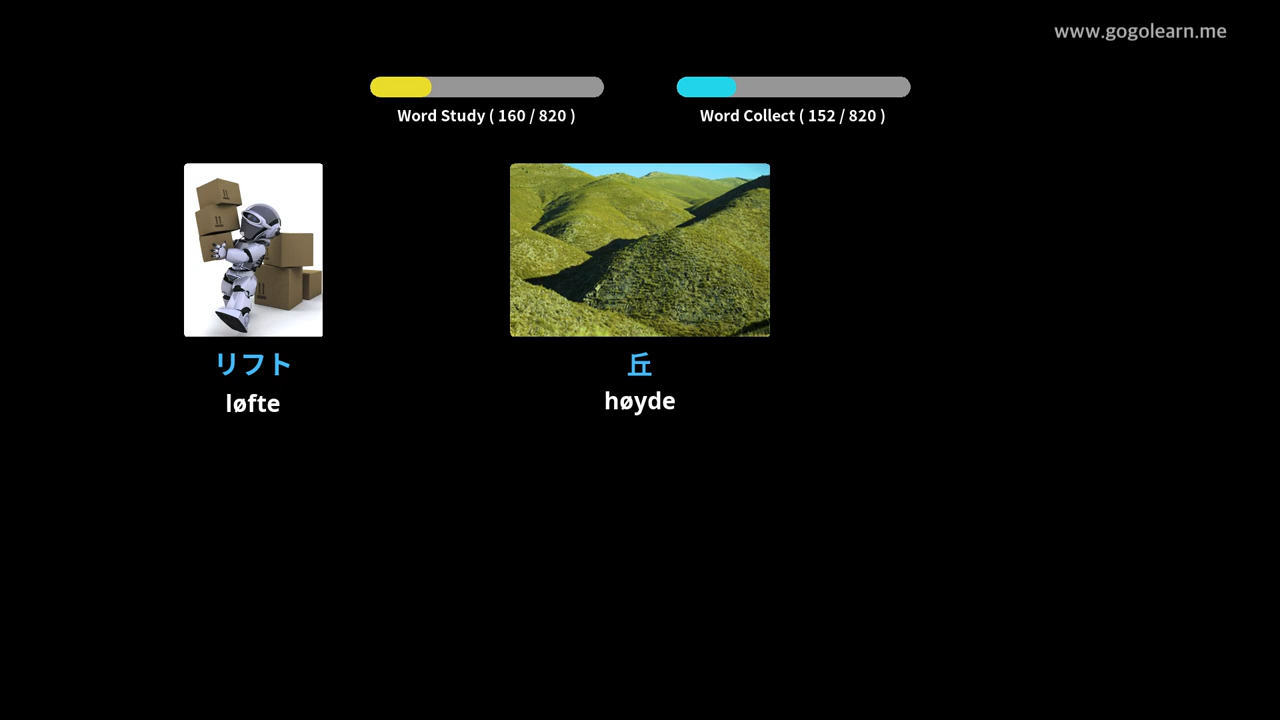 www.gogolearn.me
Word Study ( 160 / 820 )
Word Collect ( 152 / 820 )
リフト
løfte
丘
høyde